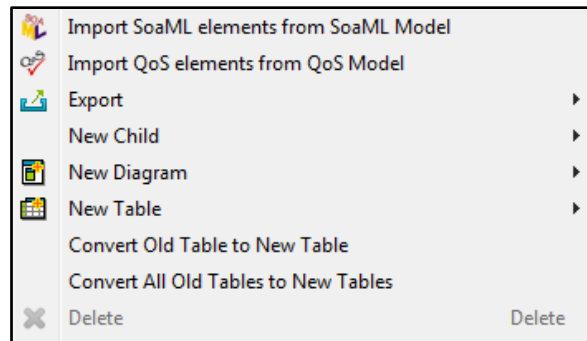 Import SoaML elements from SoaML Model
Import QoS elements from QoS Model
Export
New Child
New Diagram
New Table
Convert Old Table to New Table
Convert All Old Tables to New Tables
Delete Delete